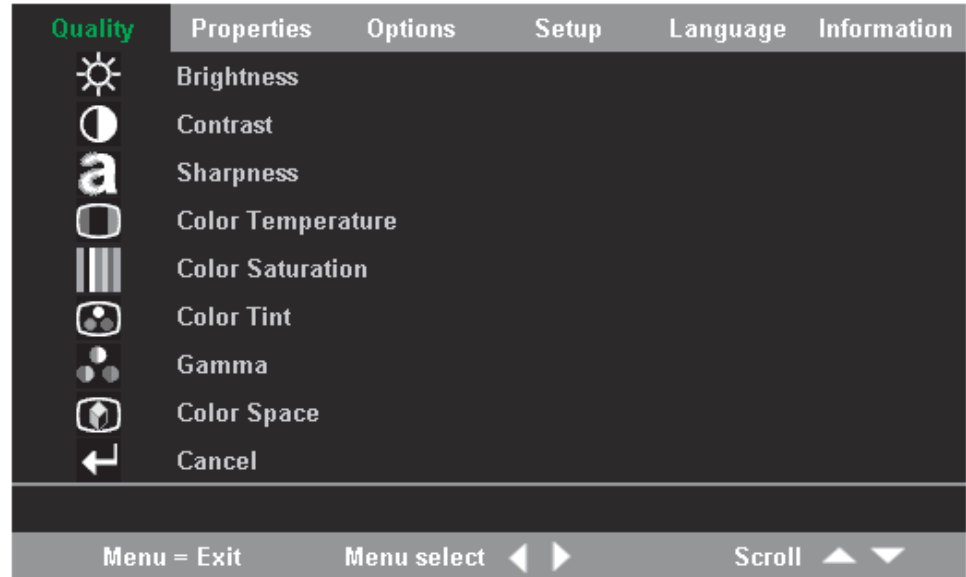 Quality Properties Options Setup Language Information
Brightness
Contrast
a Sharpness
Color Temperature
Color Saturation
Color Tint
Gamma
Color Space
Cancel
Menu = Exit Menu select Scroll